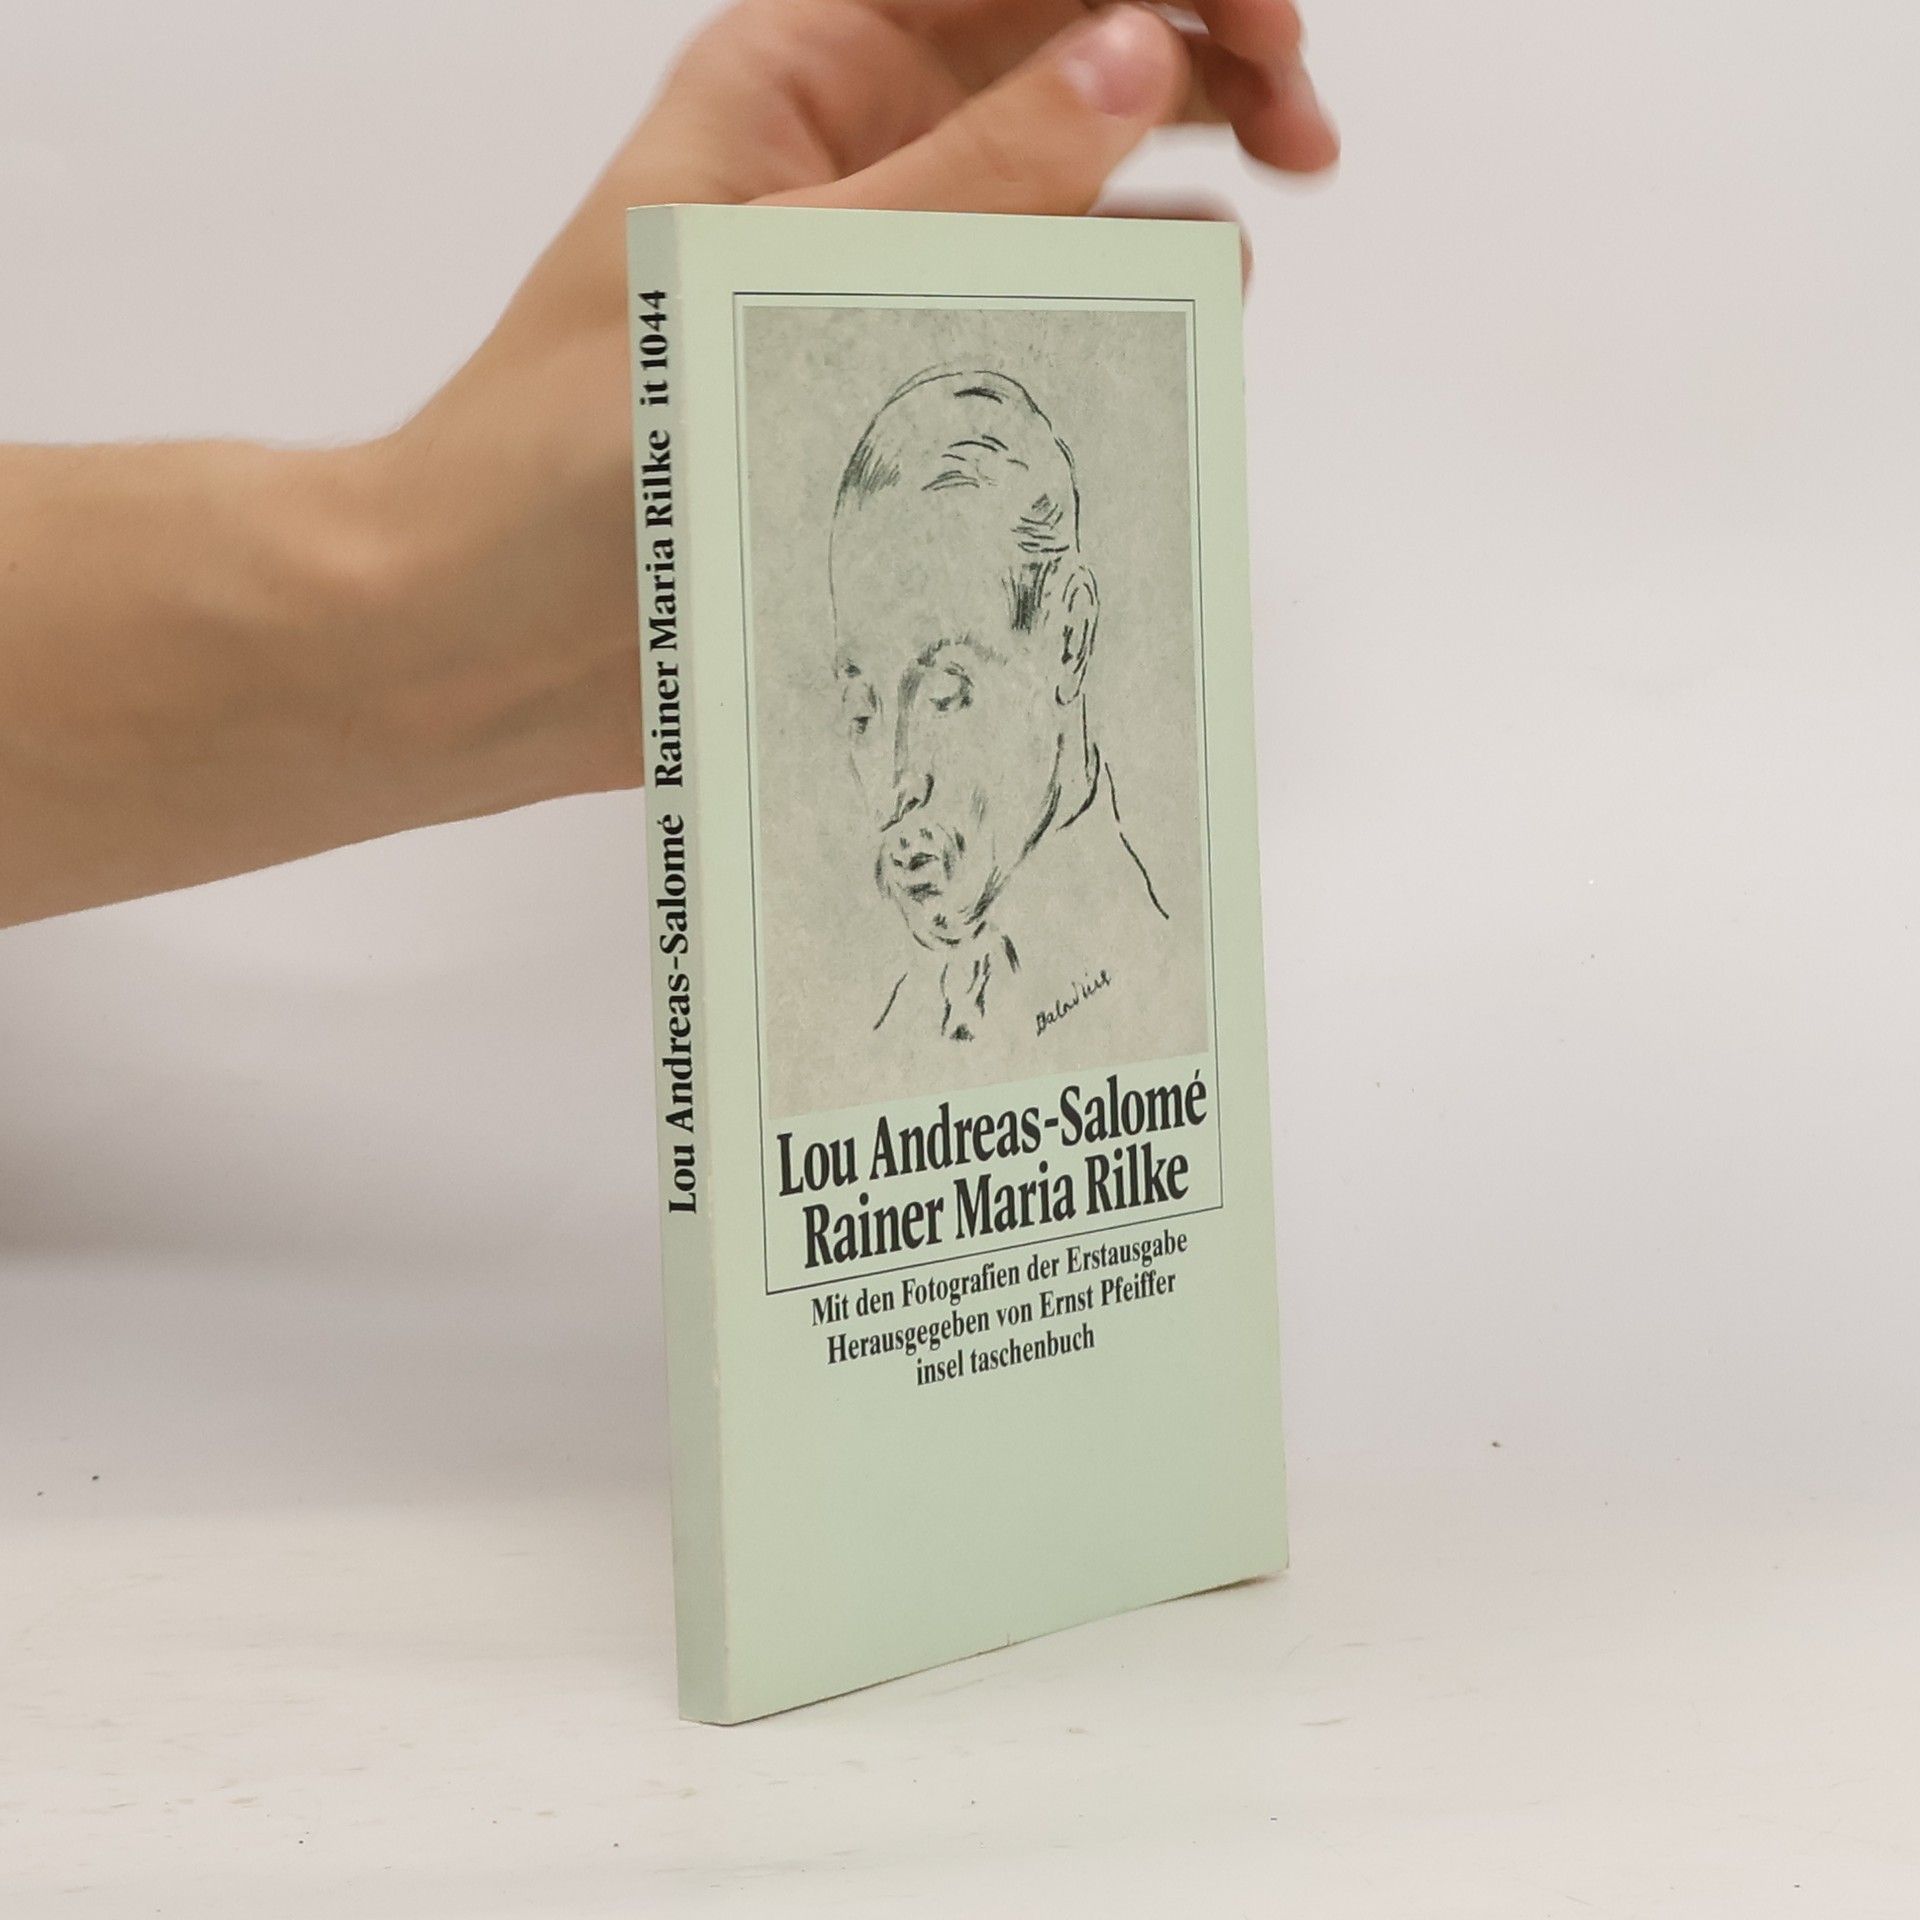 Lou Andreas-Salomé Rainer Maria Rilke it 1044
Lou Andreas-Salomé
Rainer Maria Rilke
Mit den Fotografien der Erstausgabe
Herausgegeben von Ernst Pfeiffer
insel taschenbuch